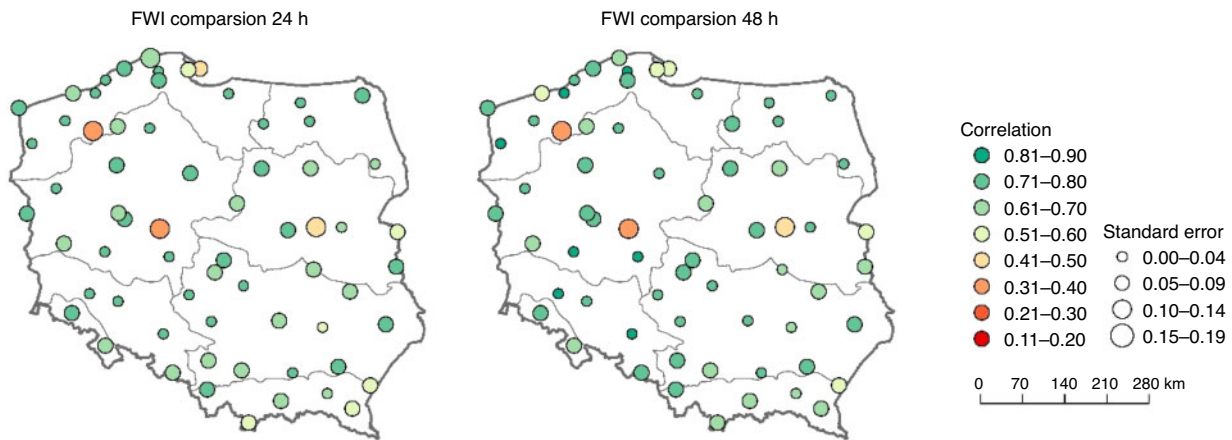 FWI comparsion 24 h
FWI comparsion 48 h
Correlation
0.81–0.90
0.71–0.80
0.61–0.70
0.51–0.60
0.41–0.50
0.31–0.40
0.21–0.30
0.11–0.20
Standard error
0.00–0.04
0.05–0.09
0.10–0.14
0.15–0.19
0 70 140 210 280 km